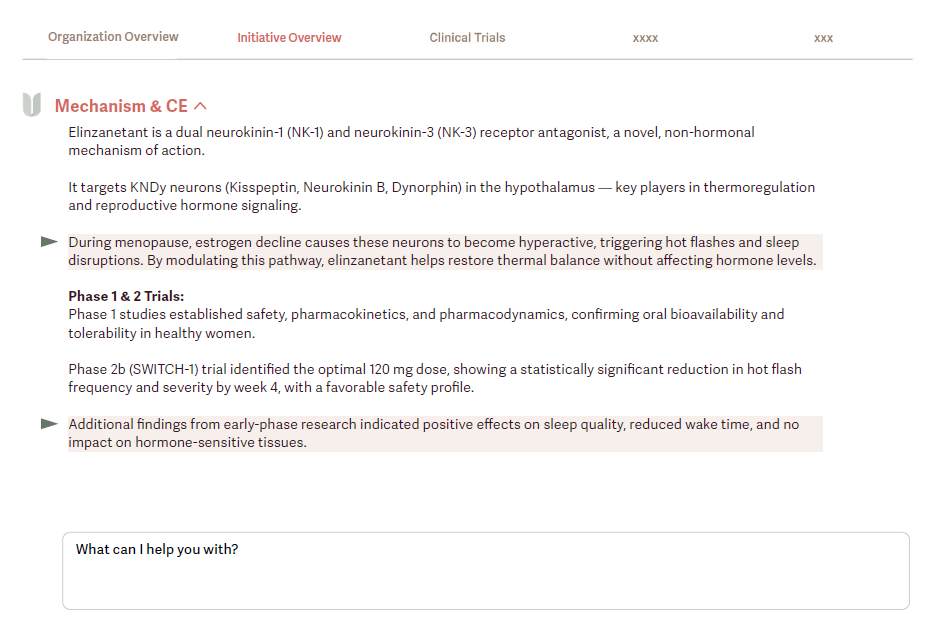 Organization Overview
Initiative Overview
Clinical Trials
xxxx
xxx
Mechanism & CE
Elinzanetant is a dual neurokinin-1 (NK-1) and neurokinin-3 (NK-3) receptor antagonist, a novel, non-hormonal
mechanism of action.
It targets KNDy neurons (Kisspeptin, Neurokinin B, Dynorphin) in the hypothalamus — key players in thermoregulation
and reproductive hormone signaling.
During menopause, estrogen decline causes these neurons to become hyperactive, triggering hot flashes and sleep
disruptions. By modulating this pathway, elinzanetant helps restore thermal balance without affecting hormone levels.
Phase 1 & 2 Trials:
Phase 1 studies established safety, pharmacokinetics, and pharmacodynamics, confirming oral bioavailability and
tolerability in healthy women.
Phase 2b (SWITCH-1) trial identified the optimal 120 mg dose, showing a statistically significant reduction in hot flash
frequency and severity by week 4, with a favorable safety profile.
Additional findings from early-phase research indicated positive effects on sleep quality, reduced wake time, and no
impact on hormone-sensitive tissues.
What can I help you with?